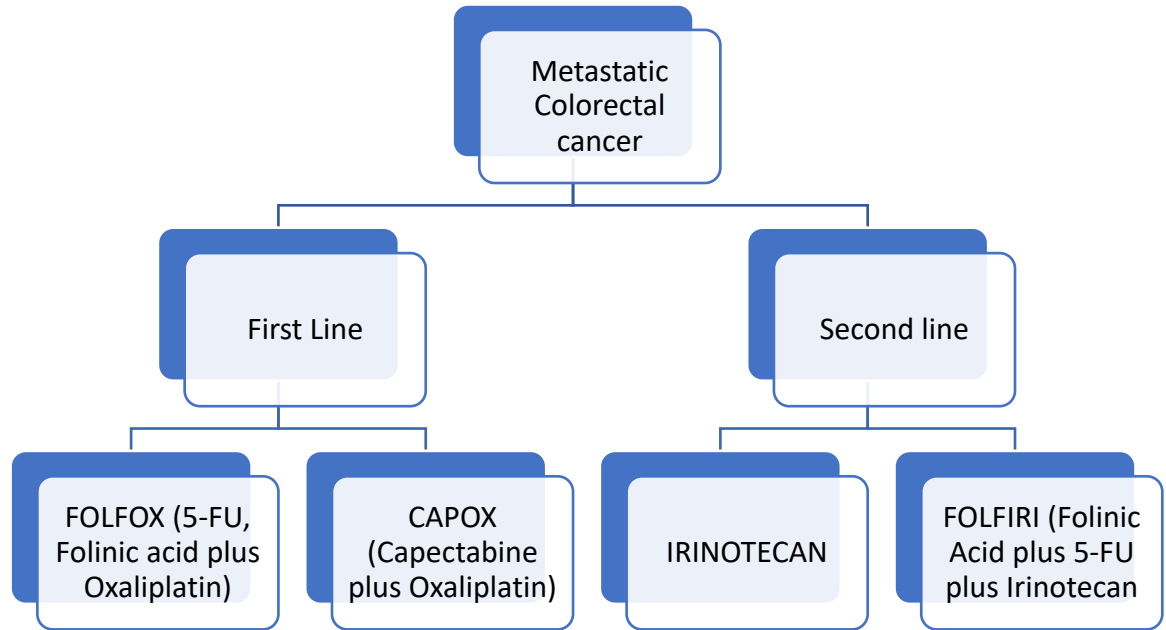 Metastatic
Colorectal
cancer
First Line
Second line
FOLFOX (5-FU,
Folinic acid plus
Oxaliplatin)
CAPOX
(Capectabine
plus Oxaliplatin)
IRINOTECAN
FOLFIRI (Folinic
Acid plus 5-FU
plus Irinotecan